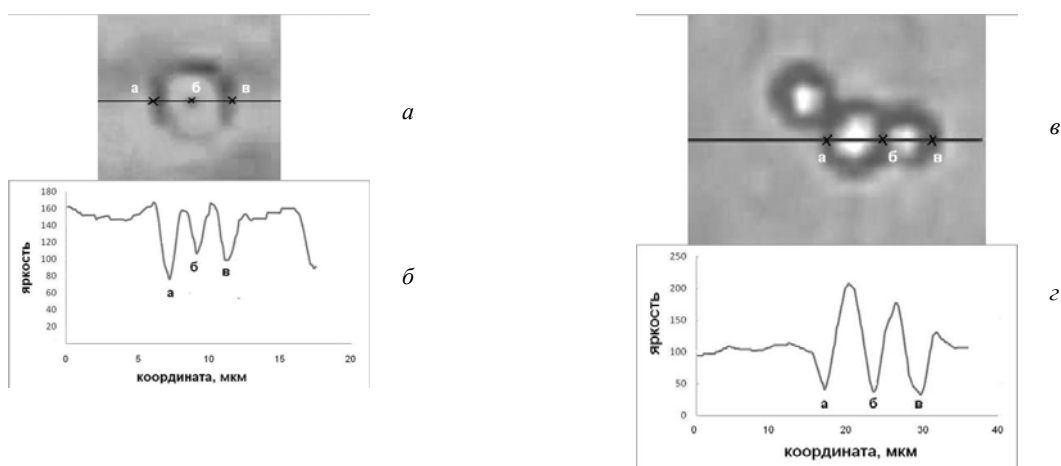 а б в
а
180
160
140
120
100
80
60
40
20
яркость
а б в
0 5 10 15 20
координата, мкм
б
а б в
в
250
200
150
100
50
0
яркость
а б в
0 10 20 30 40
координата, мкм
г